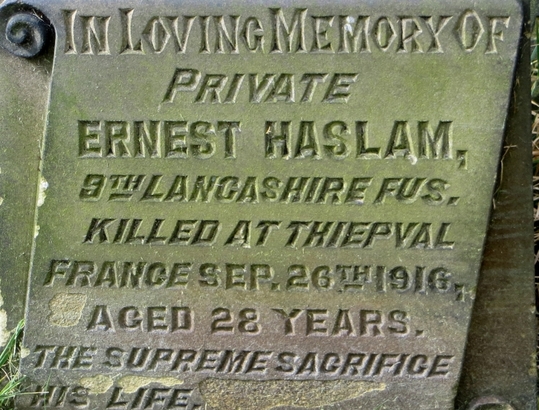 IN LOVING MEMORY OF
PRIVATE
ERNEST HASLAM,
9TH LANCASHIRE FUS.
KILLED AT THIEPVAL
FRANCE SEP. 26TH 1916,
AGED 28 YEARS.
THE SUPREME SACRIFICE
HIS LIFE.